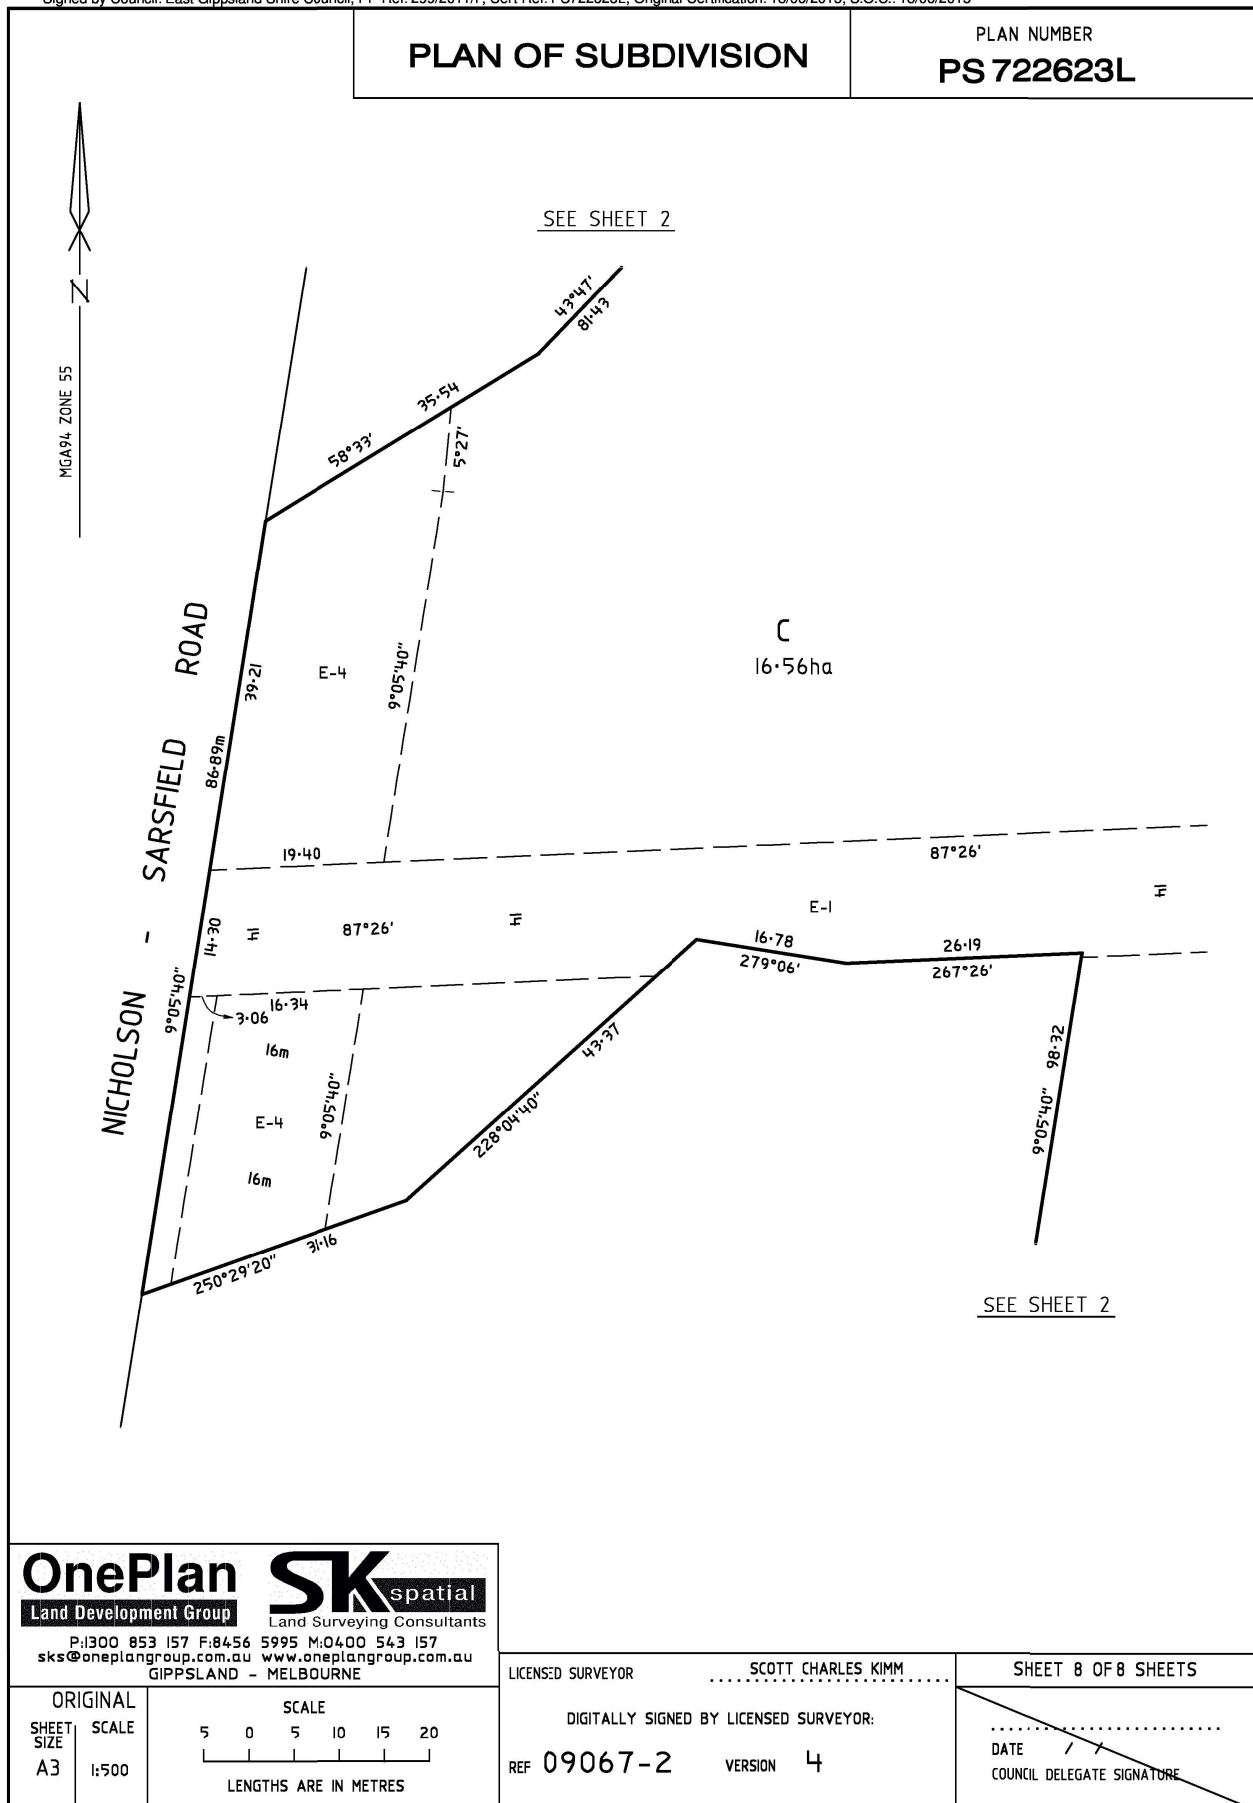 PLAN OF SUBDIVISION
PLAN NUMBER
PS 722623L
SEE SHEET 2
N
MGA94 ZONE 55
43°47'
81·43
35·54
58°33'
5°27'
NICHOLSON - SARSFIELD ROAD
39·21
E-4
9°05'40"
C
16·56ha
86·89m
19·40
87°26'
E-1
14·30
87°26'
16·78
279°06'
26·19
267°26'
9°05'40"
16·34
3·06
16m
43·37
98·32
9°05'40"
E-4
9°05'40"
228°04'40"
16m
31·16
250°29'20"
SEE SHEET 2
OnePlan
Land Development Group
SK spatial
Land Surveying Consultants
P:1300 853 157 F:8456 5995 M:0400 543 157
sks@oneplangroup.com.au www.oneplangroup.com.au
GIPPSLAND - MELBOURNE
LICENSED SURVEYOR SCOTT CHARLES KIMM
SHEET 8 OF 8 SHEETS
ORIGINAL
SHEET SIZE
A3
SCALE
1:500
SCALE
5 0 5 10 15 20
LENGTHS ARE IN METRES
DIGITALLY SIGNED BY LICENSED SURVEYOR:
REF 09067-2 VERSION 4
DATE / /
COUNCIL DELEGATE SIGNATURE